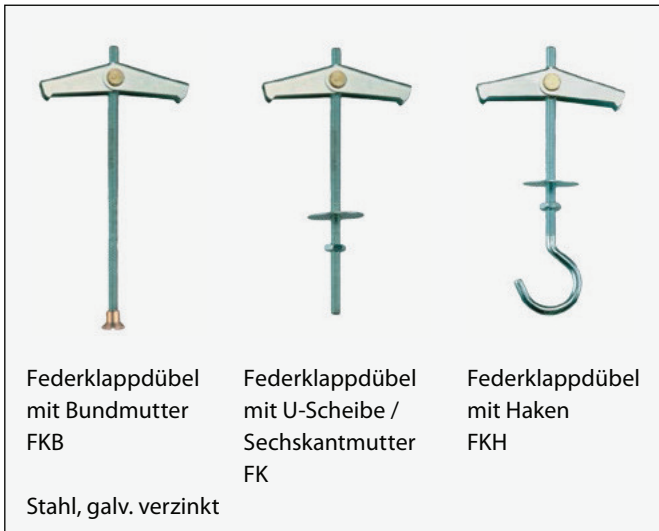 Federklappdübel
mit Bundmutter
FKB
Federklappdübel
mit U-Scheibe /
Sechskantmutter
FK
Federklappdübel
mit Haken
FKH
Stahl, galv. verzinkt